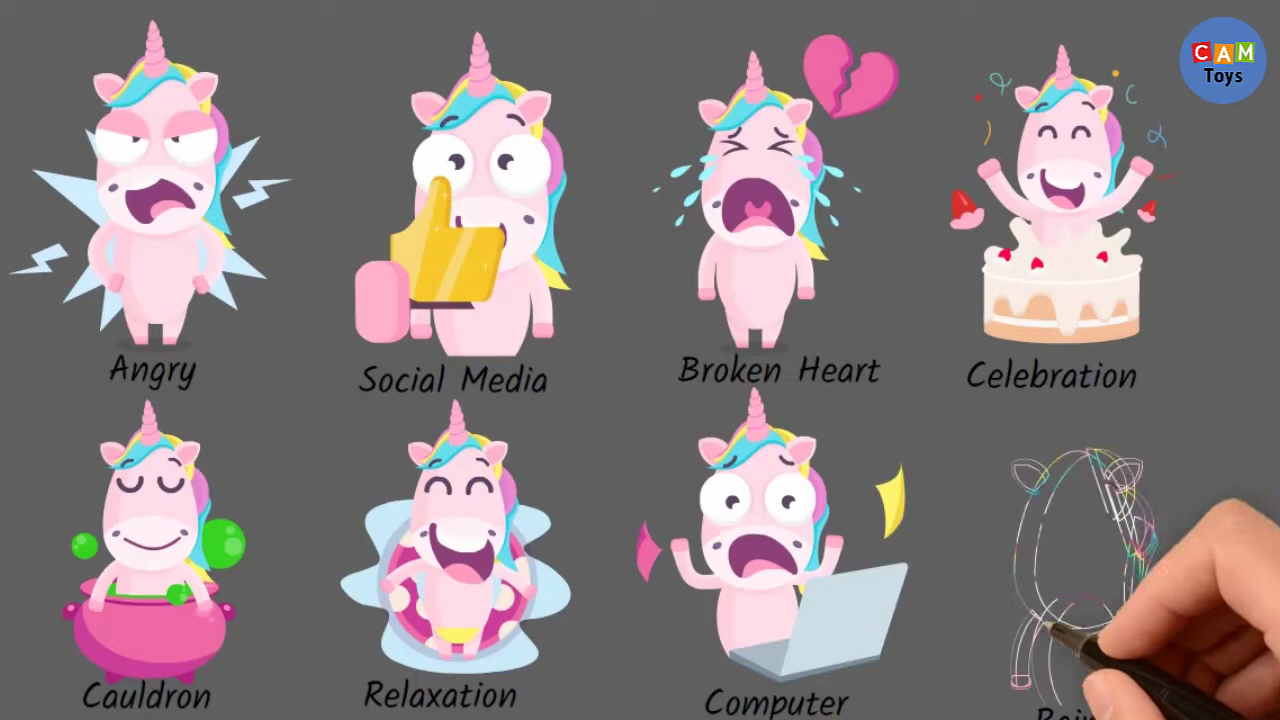 CAM
Toys
Angry
Social Media
Broken Heart
Celebration
Cauldron
Relaxation
Computer